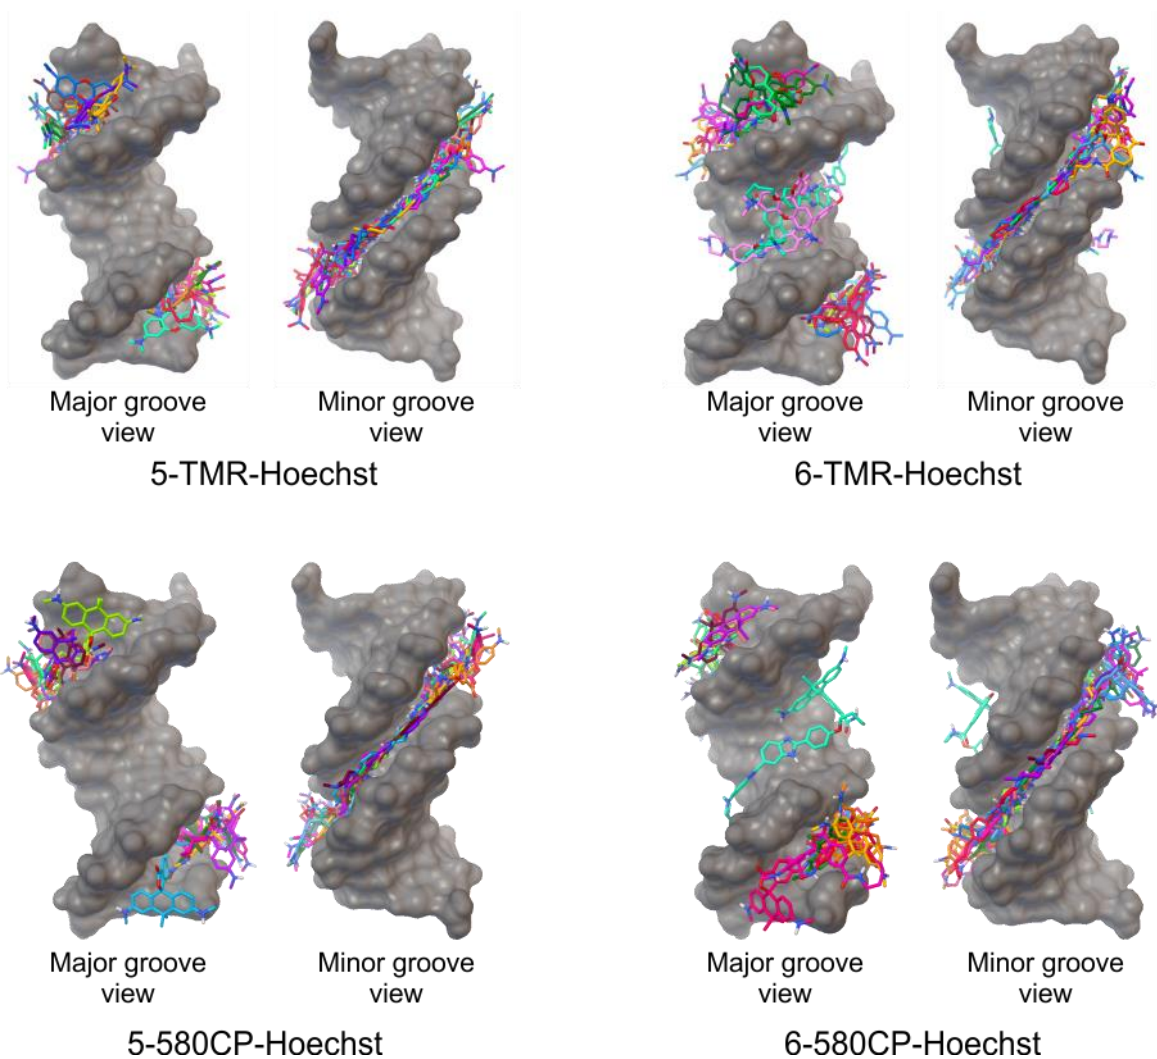 Major groove
view
Minor groove
view
Major groove
view
Minor groove
view
5-TMR-Hoechst
6-TMR-Hoechst
Major groove
view
Minor groove
view
Major groove
view
Minor groove
view
5-580CP-Hoechst
6-580CP-Hoechst